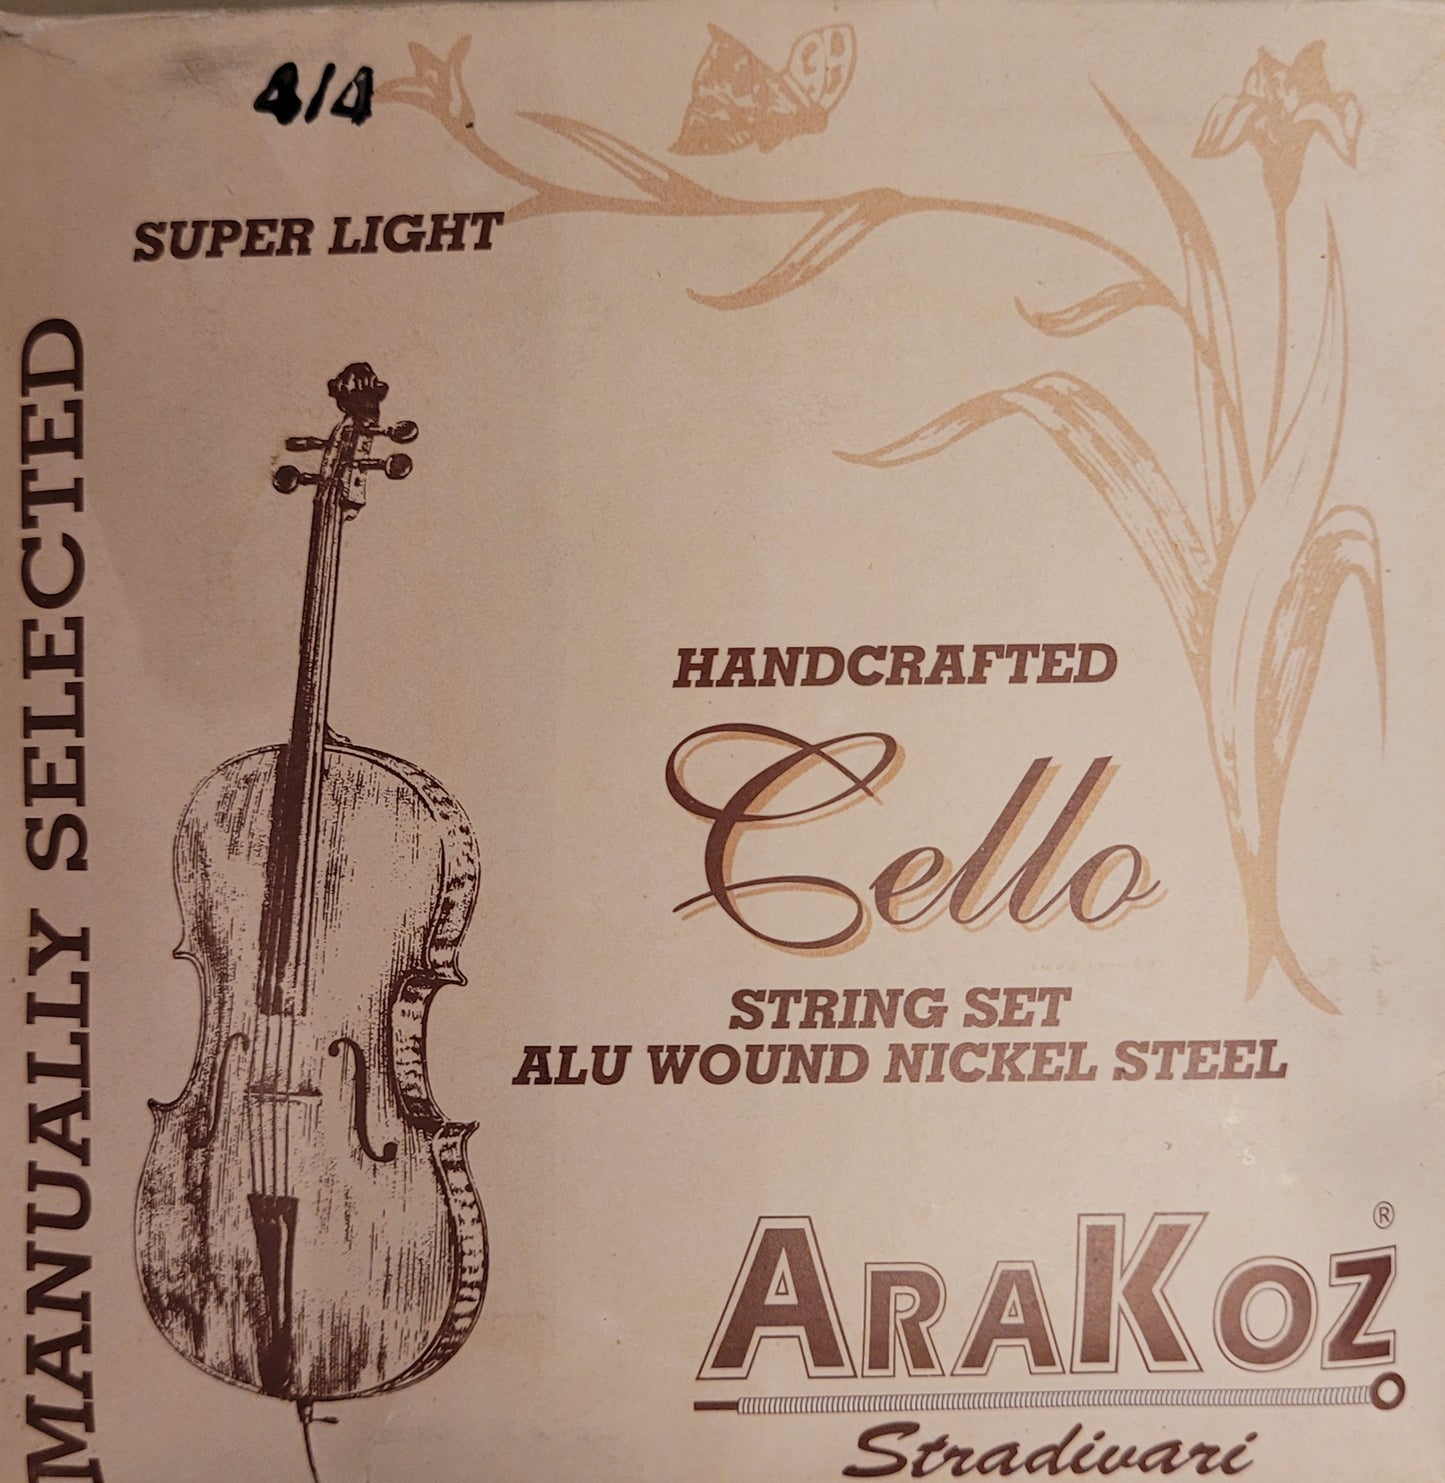 4/4
SUPER LIGHT
MANUALLY SELECTED
HANDCRAFTED
Cello
STRING SET
ALU WOUND NICKEL STEEL
ARAKOZ®
Stradivari